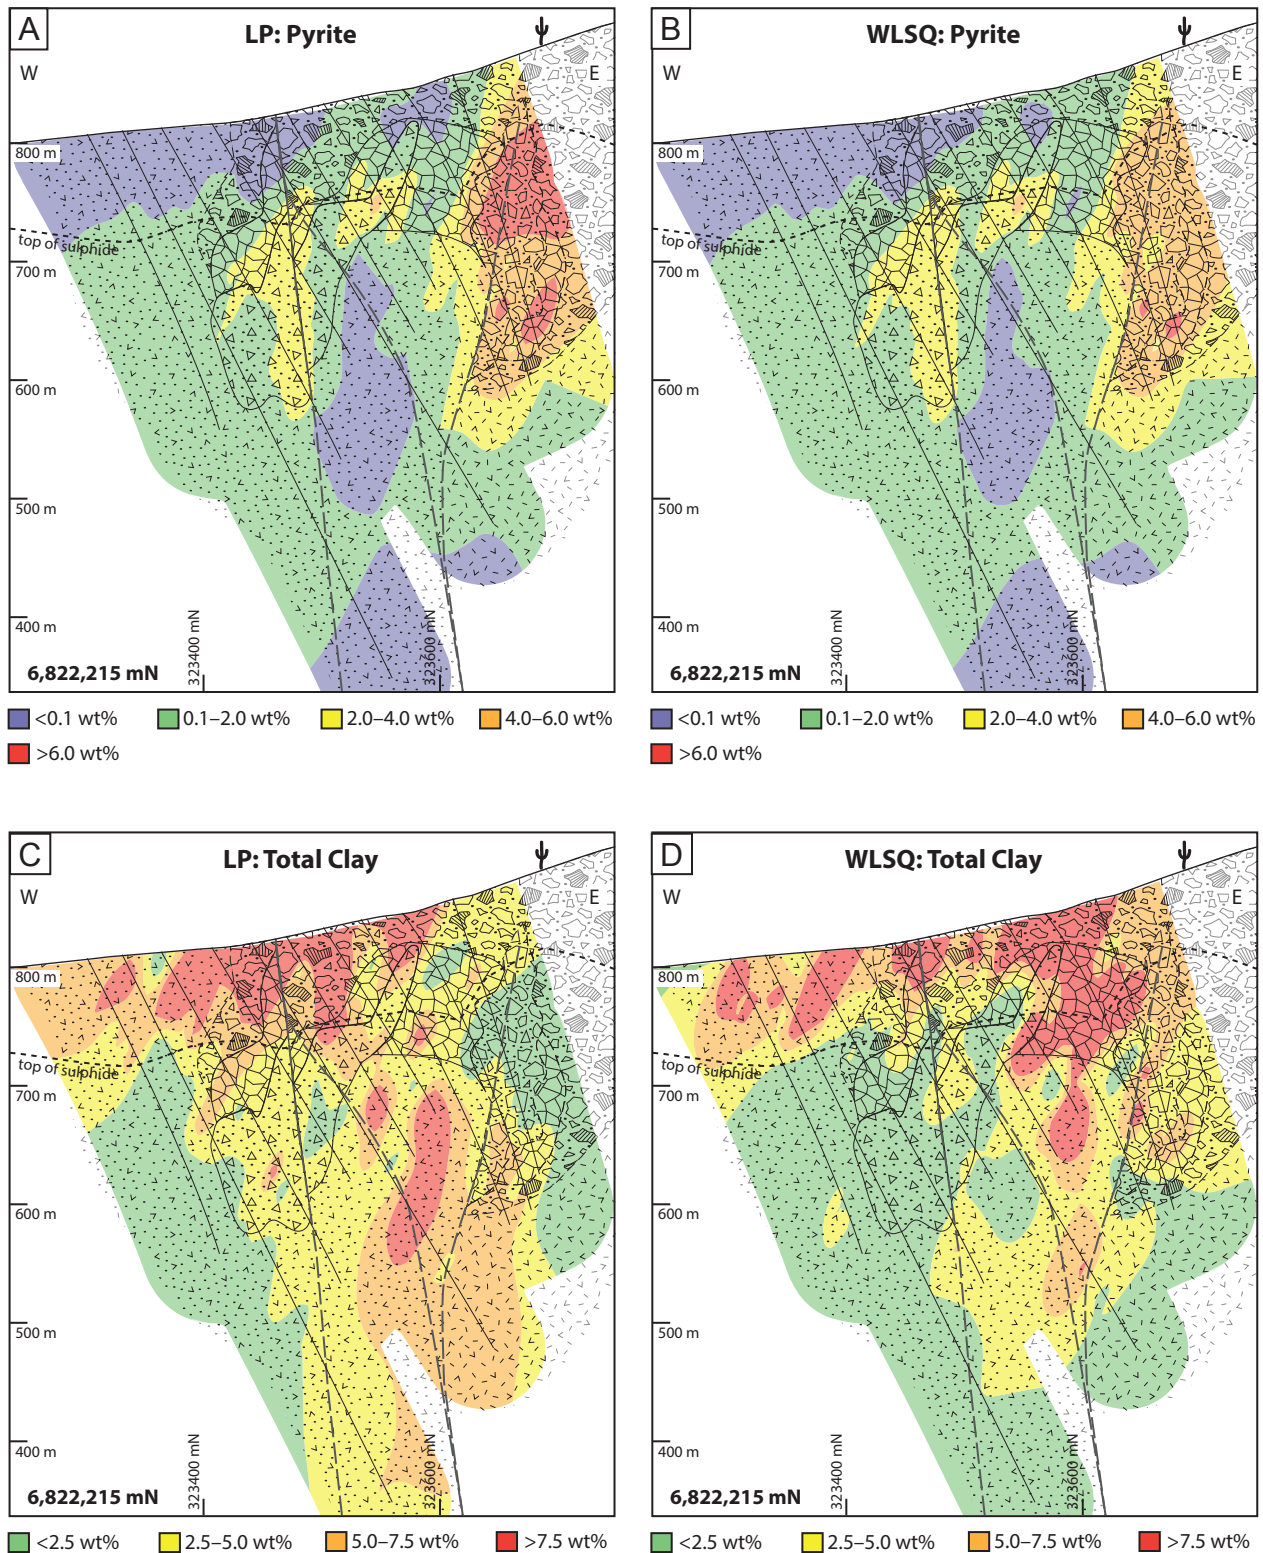 A
LP: Pyrite
W
E
800 m
top of sulphide
700 m
600 m
500 m
400 m
323400 mN
323600 mN
6,822,215 mN
<0.1 wt%
0.1–2.0 wt%
2.0–4.0 wt%
4.0–6.0 wt%
>6.0 wt%
B
WLSQ: Pyrite
W
E
800 m
top of sulphide
700 m
600 m
500 m
400 m
323400 mN
323600 mN
6,822,215 mN
<0.1 wt%
0.1–2.0 wt%
2.0–4.0 wt%
4.0–6.0 wt%
>6.0 wt%
C
LP: Total Clay
W
E
800 m
top of sulphide
700 m
600 m
500 m
400 m
323400 mN
323600 mN
6,822,215 mN
<2.5 wt%
2.5–5.0 wt%
5.0–7.5 wt%
>7.5 wt%
D
WLSQ: Total Clay
W
E
800 m
top of sulphide
700 m
600 m
500 m
400 m
323400 mN
323600 mN
6,822,215 mN
<2.5 wt%
2.5–5.0 wt%
5.0–7.5 wt%
>7.5 wt%